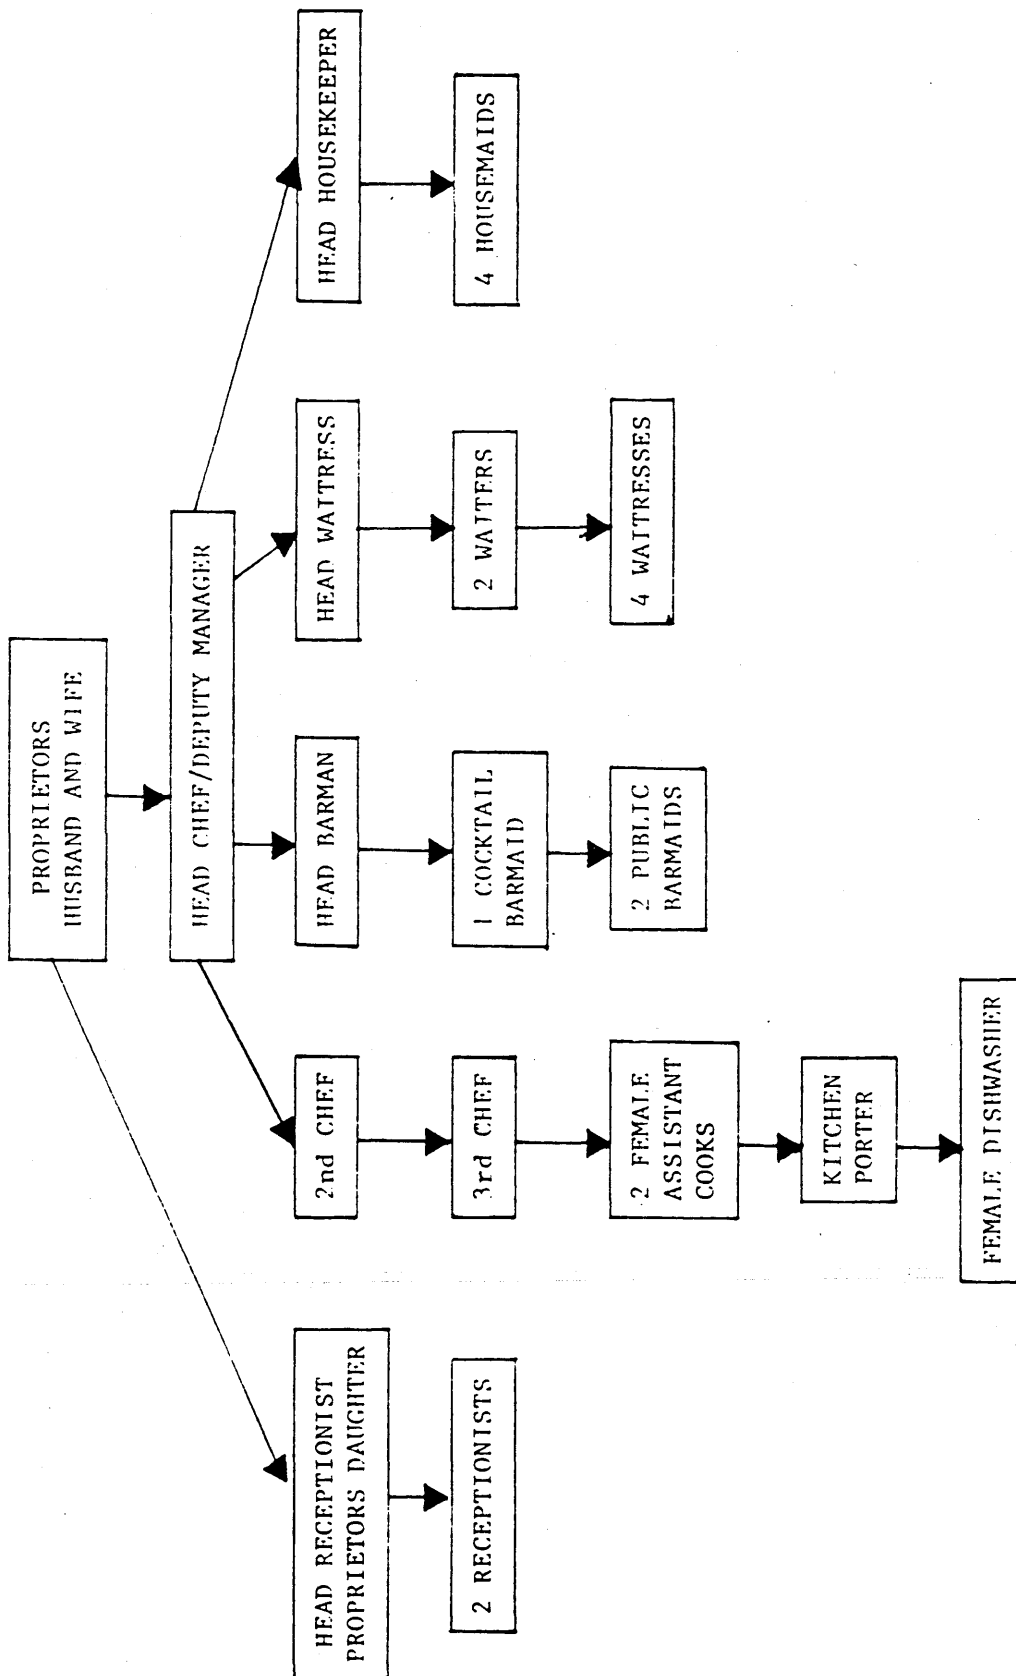 PROPRIETORS
HUSBAND AND WIFE
HEAD CHEF/DEPUTY MANAGER
HEAD RECEPTIONIST
PROPRIETORS DAUGHTER
2nd CHEF
HEAD BARMAN
HEAD WAITRESS
HEAD HOUSEKEEPER
2 RECEPTIONISTS
3rd CHEF
1 COCKTAIL
BARMAID
2 WAITERS
4 HOUSEMAIDS
2 FEMALE
ASSISTANT
COOKS
2 PUBLIC
BARMAIDS
4 WAITRESSES
KITCHEN
PORTER
FEMALE DISHWASHER